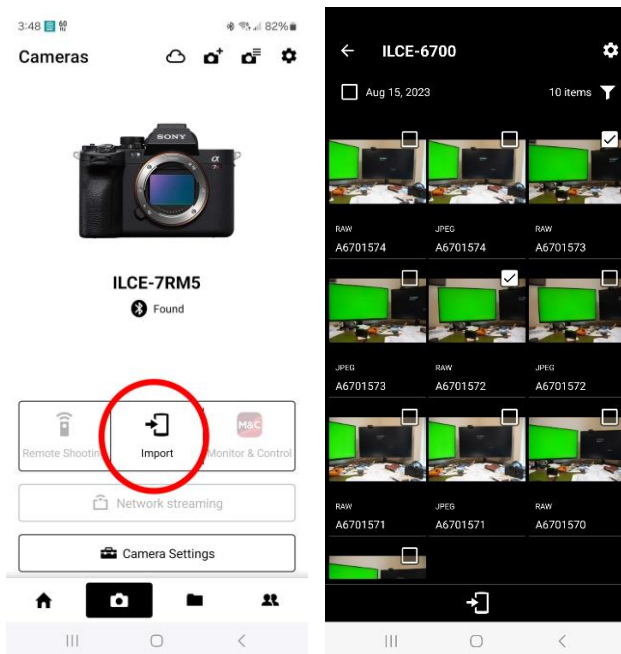 3:48
82%
Cameras
SONY
α
ILCE-7RM5
Found
Remote Shooting
Import
M&C
Monitor & Control
Network streaming
Camera Settings
ILCE-6700
Aug 15, 2023
10 items
RAW
JPEG
RAW
A6701574
A6701574
A6701573
JPEG
RAW
JPEG
A6701573
A6701572
A6701572
RAW
JPEG
RAW
A6701571
A6701571
A6701570